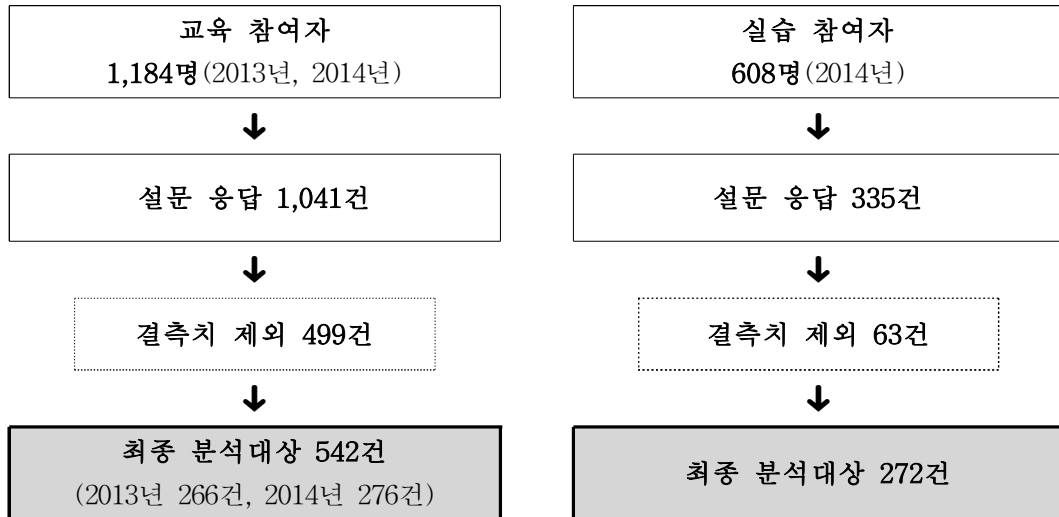 교육 참여자
1,184명(2013년, 2014년)
설문 응답 1,041건
결측치 제외 499건
최종 분석대상 542건
(2013년 266건, 2014년 276건)
실습 참여자
608명(2014년)
설문 응답 335건
결측치 제외 63건
최종 분석대상 272건